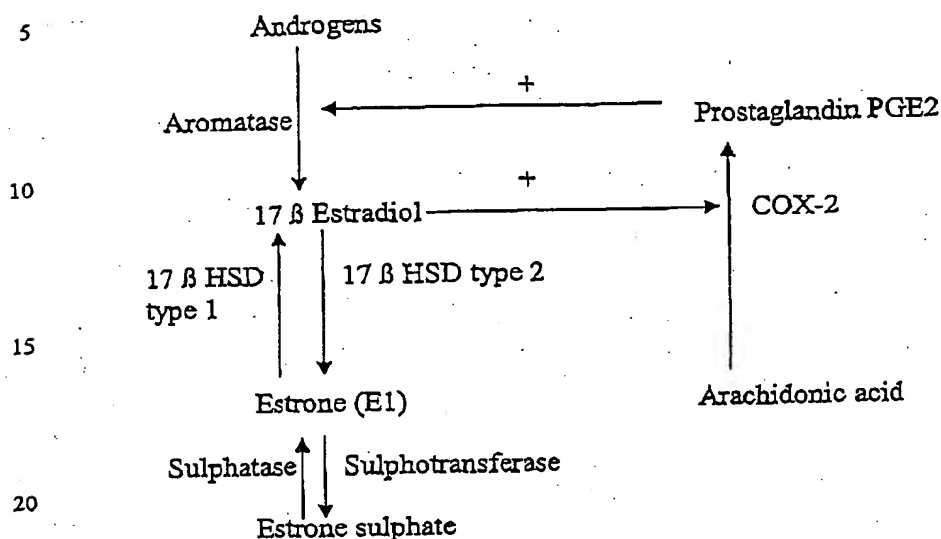 5
Androgens
+
Aromatase
Prostaglandin PGE2
10
+
17 ß Estradiol
COX-2
17 ß HSD type 1
17 ß HSD type 2
15
Estrone (E1)
Arachidonic acid
Sulphatase
Sulphotransferase
20
Estrone sulphate